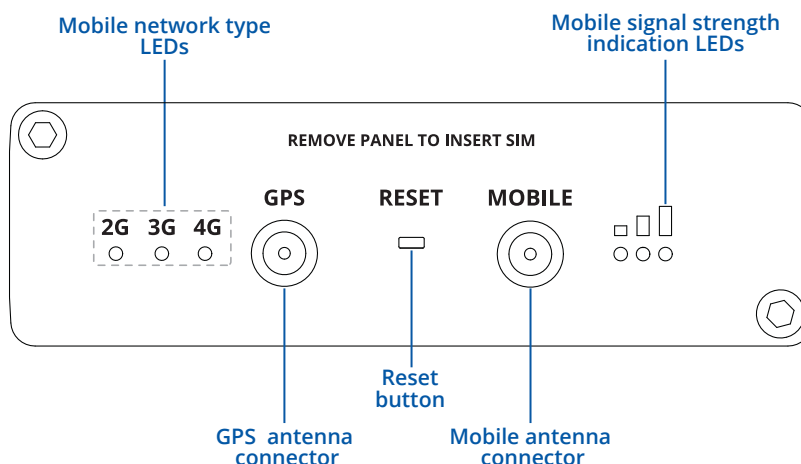 Mobile network type
LEDs
Mobile signal strength
indication LEDs
REMOVE PANEL TO INSERT SIM
GPS
RESET
MOBILE
2G 3G 4G
Reset
button
GPS antenna
connector
Mobile antenna
connector